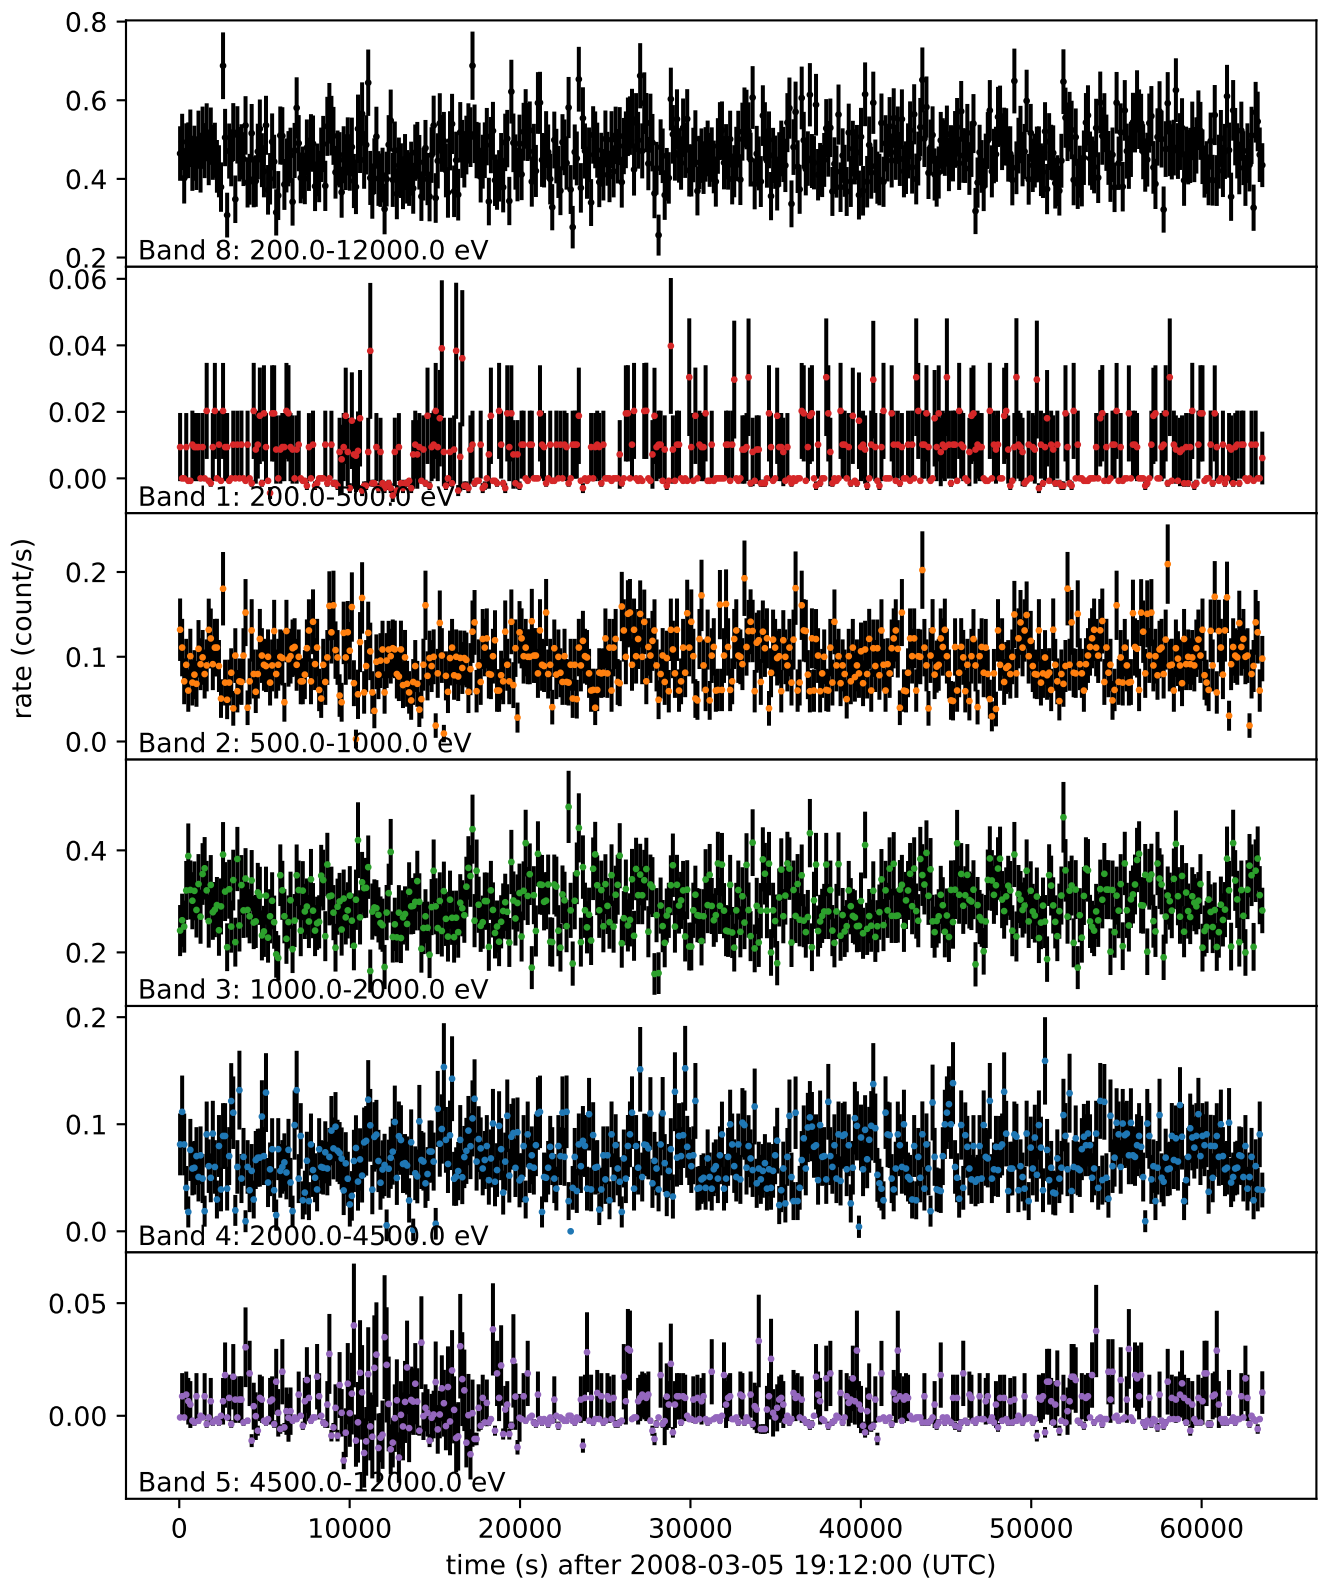 0.8
0.6
0.4
0.2
Band 8: 200.0-12000.0 eV
0.06
0.04
0.02
0.00
Band 1: 200.0-500.0 eV
rate (count/s)
0.2
0.1
0.0
Band 2: 500.0-1000.0 eV
0.4
0.2
Band 3: 1000.0-2000.0 eV
0.2
0.1
0.0
Band 4: 2000.0-4500.0 eV
0.05
0.00
Band 5: 4500.0-12000.0 eV
0 10000 20000 30000 40000 50000 60000
time (s) after 2008-03-05 19:12:00 (UTC)